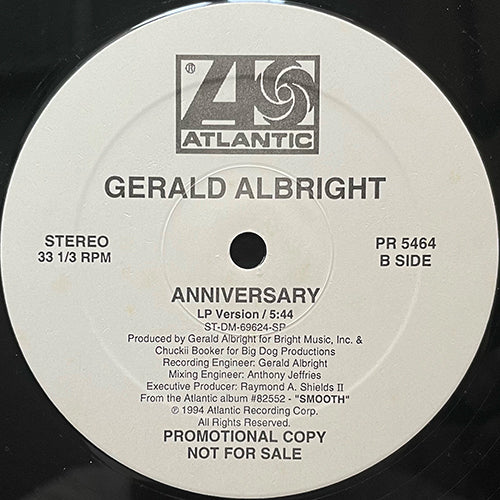 ®
ATLANTIC
GERALD ALBRIGHT
STEREO
33 1/3 RPM
PR 5464
B SIDE
ANNIVERSARY
LP Version / 5:44
ST-DM-69624-SP
Produced by Gerald Albright for Bright Music, Inc. &
Chuckii Booker for Big Dog Productions
Recording Engineer: Gerald Albright
Mixing Engineer: Anthony Jeffries
Executive Producer: Raymond A. Shields II
From the Atlantic album #82552 - "SMOOTH"
℗ 1994 Atlantic Recording Corp.
All Rights Reserved.
PROMOTIONAL COPY
NOT FOR SALE